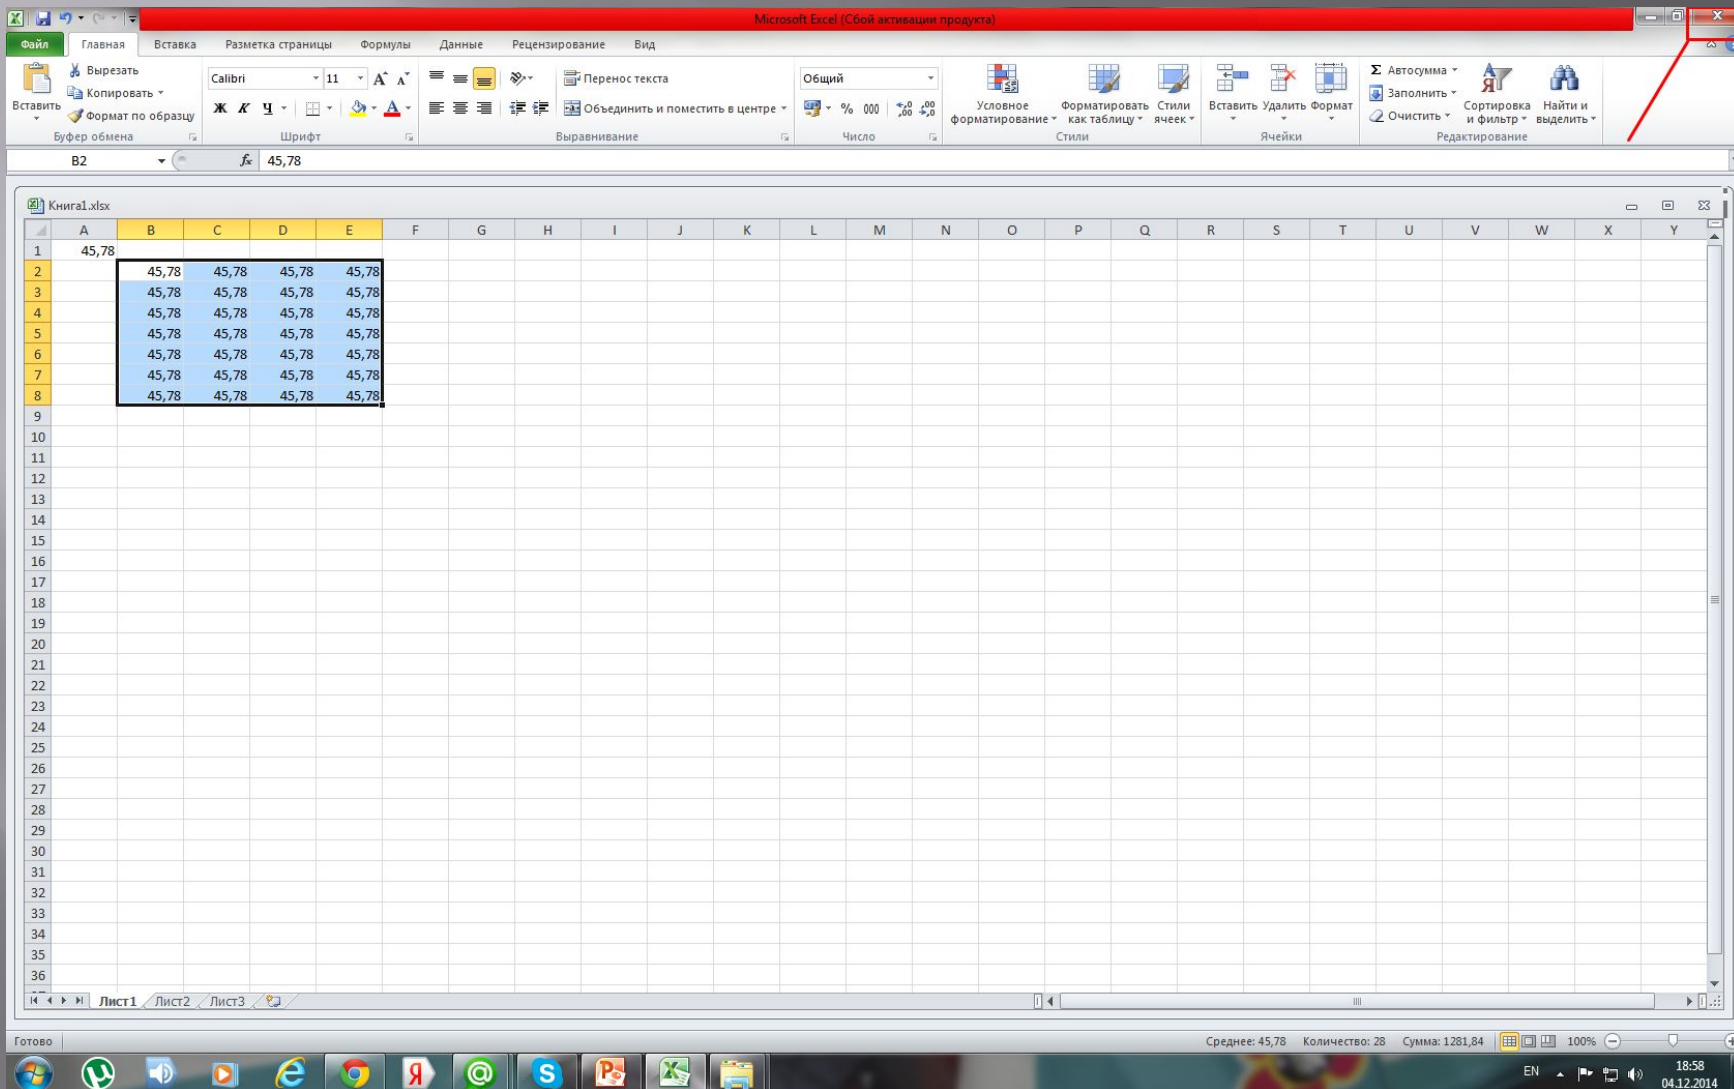 Microsoft Excel (Сбой активации продукта)
Файл Главная Вставка Разметка страницы Формулы Данные Рецензирование Вид
Вставить
Вырезать
Копировать
Формат по образцу
Буфер обмена
Calibri 11
Ж К Ч
Шрифт
Перенос текста
Объединить и поместить в центре
Выравнивание
Общий
% 000
Число
Условное форматирование
Форматировать как таблицу
Стили ячеек
Стили
Вставить Удалить Формат
Ячейки
Σ Автосумма
Заполнить
Очистить
Сортировка и фильтр
Найти и выделить
Редактирование
B2 fx 45,78
Книга1.xlsx
A B C D E F G H I J K L M N O P Q R S T U V W X Y
1 45,78
2 45,78 45,78 45,78 45,78
3 45,78 45,78 45,78 45,78
4 45,78 45,78 45,78 45,78
5 45,78 45,78 45,78 45,78
6 45,78 45,78 45,78 45,78
7 45,78 45,78 45,78 45,78
8 45,78 45,78 45,78 45,78
9
10
11
12
13
14
15
16
17
18
19
20
21
22
23
24
25
26
27
28
29
30
31
32
33
34
35
36
Лист1 Лист2 Лист3
Готово Среднее: 45,78 Количество: 28 Сумма: 1281,84 100%
EN 18:58
04.12.2014